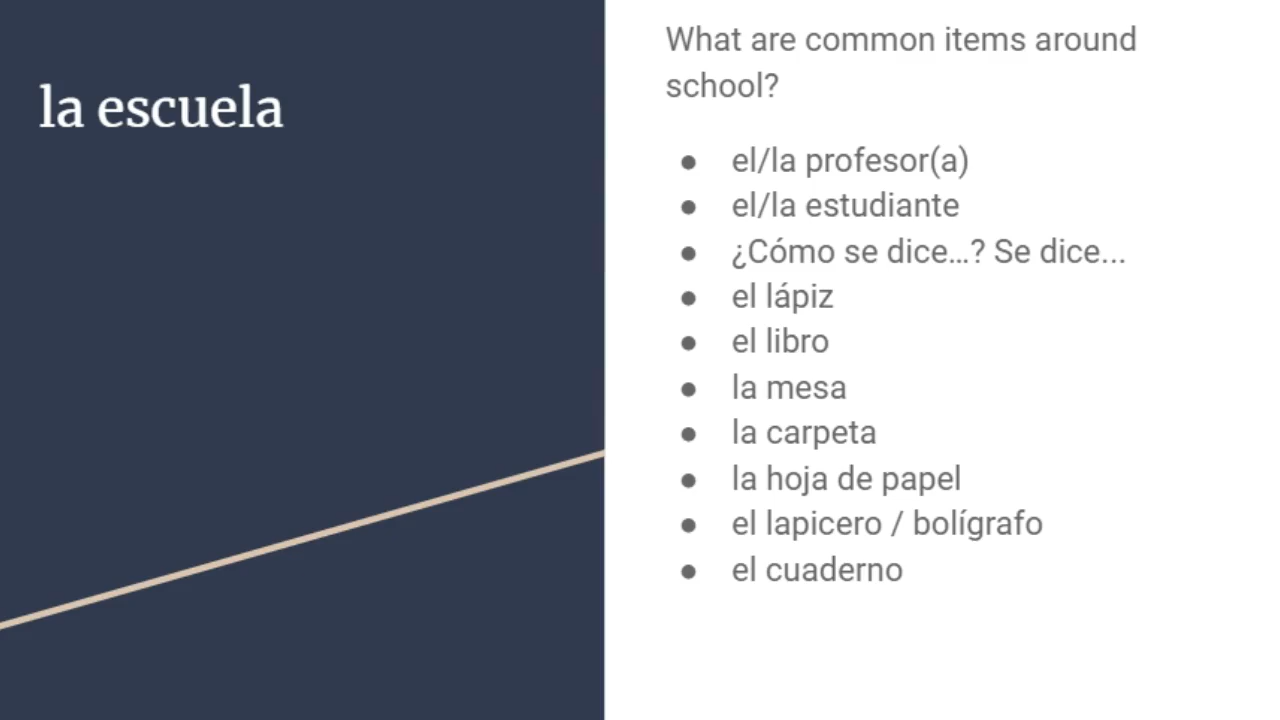 la escuela
What are common items around
school?
● el/la profesor(a)
● el/la estudiante
● ¿Cómo se dice…? Se dice...
● el lápiz
● el libro
● la mesa
● la carpeta
● la hoja de papel
● el lapicero / bolígrafo
● el cuaderno